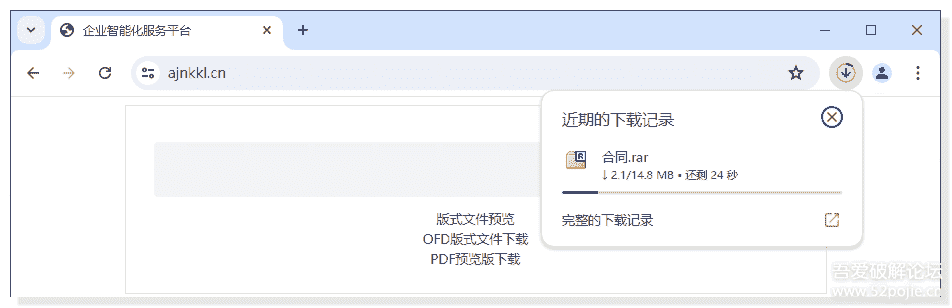 企业智能化服务平台
ajnkkl.cn
近期的下载记录
合同.rar
↓ 2.1/14.8 MB • 还剩 24 秒
完整的下载记录
版式文件预览
OFD版式文件下载
PDF预览版下载
吾爱破解论坛
www.52pojie.cn